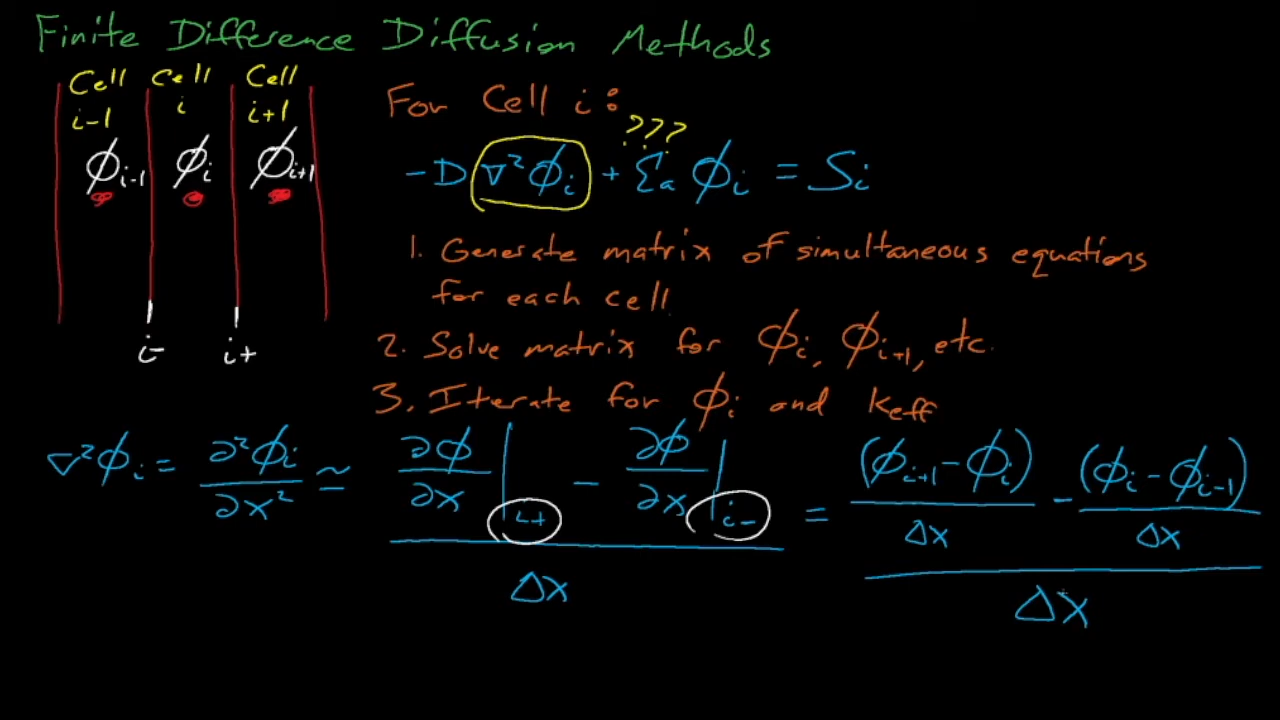 Finite Difference Diffusion Methods
Cell i-1 Cell i Cell i+1
ϕᵢ₋₁ ϕᵢ ϕᵢ₊₁
i- i+
For Cell i:
???
-D ∇²ϕᵢ + Σₐ ϕᵢ = Sᵢ
1. Generate matrix of simultaneous equations
for each cell
2. Solve matrix for ϕᵢ, ϕᵢ₊₁, etc.
3. Iterate for ϕᵢ and Keff
∇²ϕᵢ = ∂²ϕᵢ/∂x² ≃ (∂ϕ/∂x|i+ - ∂ϕ/∂x|i-)/Δx = ((ϕᵢ₊₁-ϕᵢ)/Δx - (ϕᵢ-ϕᵢ₋₁)/Δx)/Δx